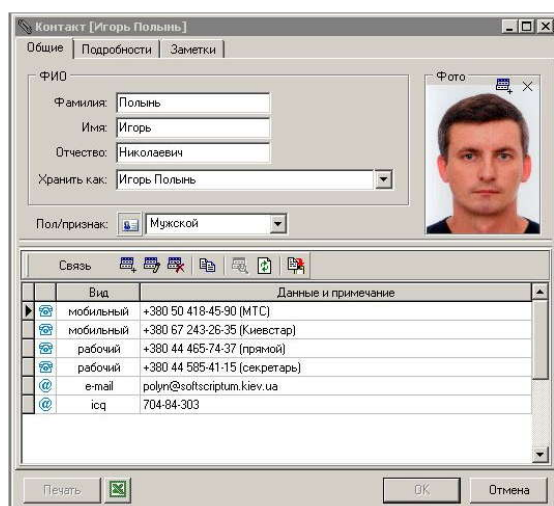 Контакт [Игорь Полынь]
Общие Подробности Заметки
ФИО
Фамилия: Полынь
Имя: Игорь
Отчество: Николаевич
Хранить как: Игорь Полынь
Пол/признак: Мужской
Фото
Связь
Вид Данные и примечание
мобильный +380 50 418-45-90 (МТС)
мобильный +380 67 243-26-35 (Киевстар)
рабочий +380 44 465-74-37 (прямой)
рабочий +380 44 585-41-15 (секретарь)
e-mail polyn@softscriptum.kiev.ua
icq 704-84-303
Печать OK Отмена